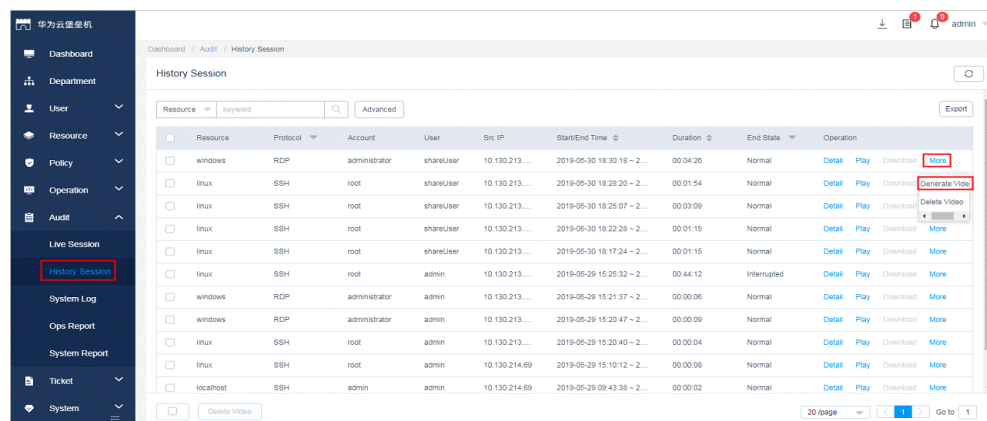 华为云堡垒机
1
9
admin
Dashboard
Department
User
Resource
Policy
Operation
Audit
Live Session
History Session
System Log
Ops Report
System Report
Ticket
System
Dashboard / Audit / History Session
History Session
Resource keyword Advanced Export
Resource Protocol Account User Src IP Start/End Time Duration End State Operation
windows RDP administrator shareUser 10.130.213.... 2019-05-30 18:30:18 ~ 2... 00:04:26 Normal Detail Play Download More
linux SSH root shareUser 10.130.213.... 2019-05-30 18:28:20 ~ 2... 00:01:54 Normal Detail Play Download
Generate Video
linux SSH root shareUser 10.130.213.... 2019-05-30 18:25:07 ~ 2... 00:03:09 Normal Detail Play Download
Delete Video
linux SSH root shareUser 10.130.213.... 2019-05-30 18:22:28 ~ 2... 00:01:15 Normal Detail Play Download More
linux SSH root shareUser 10.130.213.... 2019-05-30 18:17:24 ~ 2... 00:01:15 Normal Detail Play Download More
linux SSH root admin 10.130.213.... 2019-05-29 15:25:32 ~ 2... 00:44:12 Interrupted Detail Play Download More
windows RDP administrator admin 10.130.213.... 2019-05-29 15:21:37 ~ 2... 00:00:06 Normal Detail Play Download More
windows RDP administrator admin 10.130.213.... 2019-05-29 15:20:47 ~ 2... 00:00:09 Normal Detail Play Download More
linux SSH root admin 10.130.213.... 2019-05-29 15:20:40 ~ 2... 00:00:04 Normal Detail Play Download More
linux SSH root admin 10.130.214.69 2019-05-29 15:10:12 ~ 2... 00:00:08 Normal Detail Play Download More
localhost SSH admin admin 10.130.214.69 2019-05-29 09:43:38 ~ 2... 00:00:02 Normal Detail Play Download More
Delete Video 20 /page 1 Go to 1